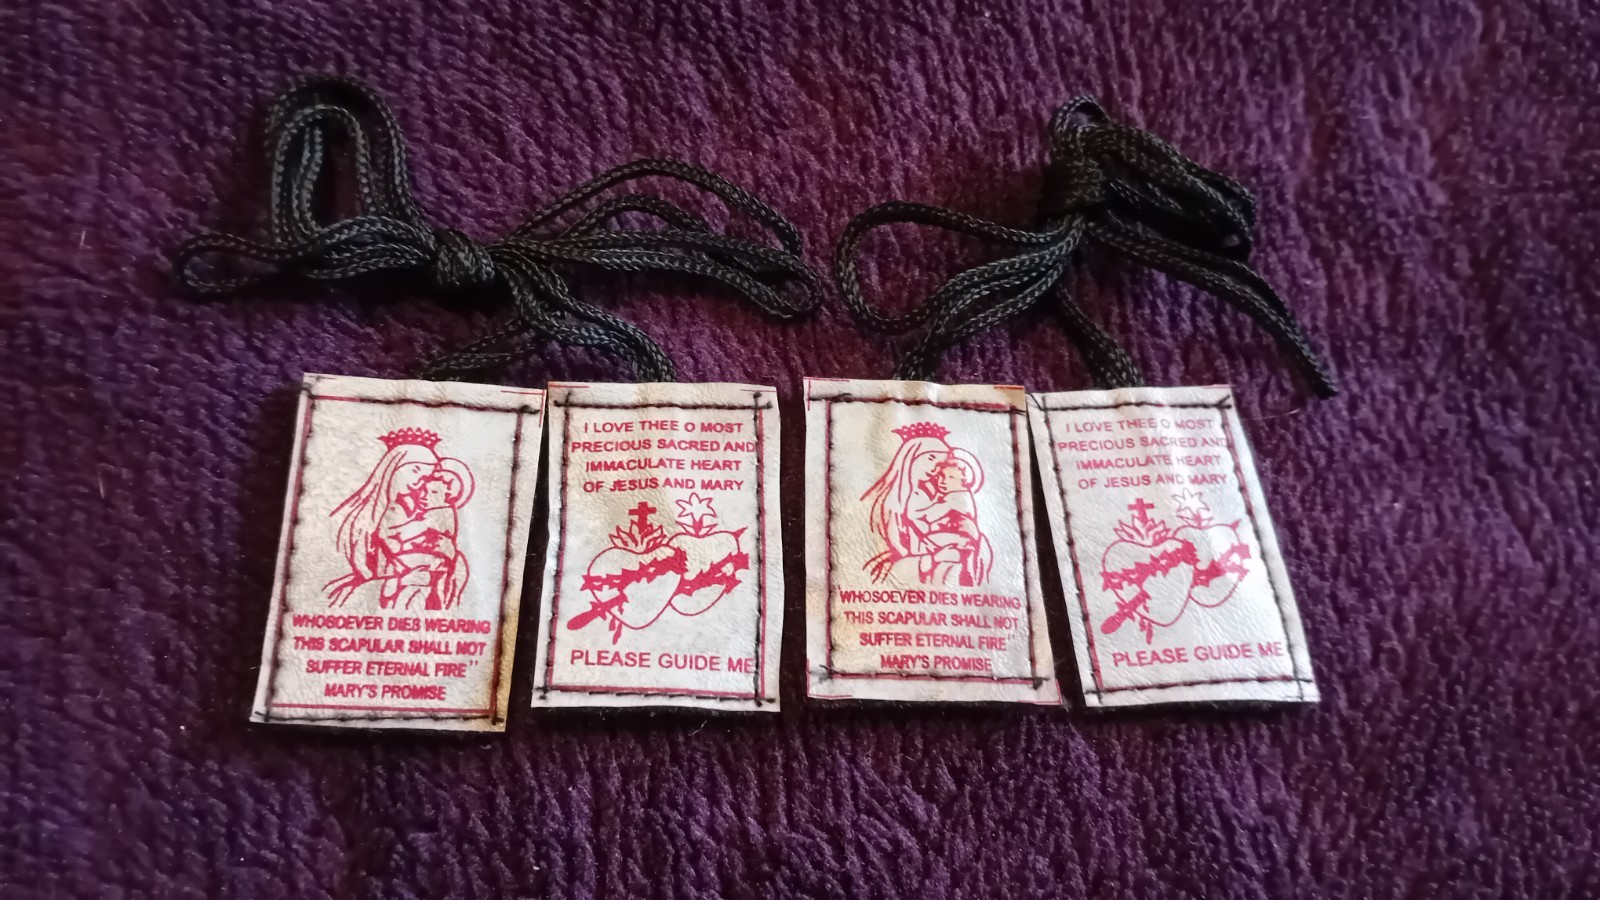 WHOSOEVER DIES WEARING
THIS SCAPULAR SHALL NOT
SUFFER ETERNAL FIRE"
MARY'S PROMISE
I LOVE THEE O MOST
PRECIOUS SACRED AND
IMMACULATE HEART
OF JESUS AND MARY
PLEASE GUIDE ME
WHOSOEVER DIES WEARING
THIS SCAPULAR SHALL NOT
SUFFER ETERNAL FIRE"
MARY'S PROMISE
I LOVE THEE O MOST
PRECIOUS SACRED AND
IMMACULATE HEART
OF JESUS AND MARY
PLEASE GUIDE ME